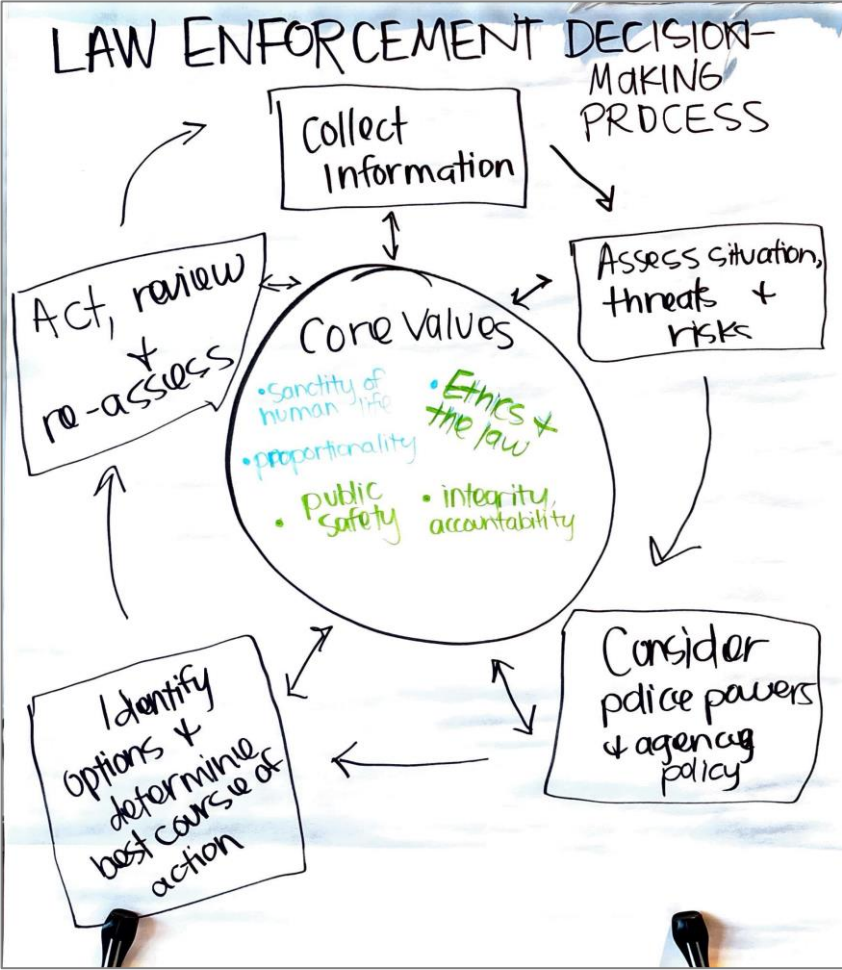 LAW ENFORCEMENT DECISION-
MAKING
PROCESS
Collect
Information
Assess situation,
threats +
risks
Consider
police powers
+ agency
policy
Identify
options +
determine
best course of
action
Act, review
+
re-assess
Core Values
•Sanctity of
human life
•proportionality
• public
safety
• Ethics +
the law
• integrity,
accountability